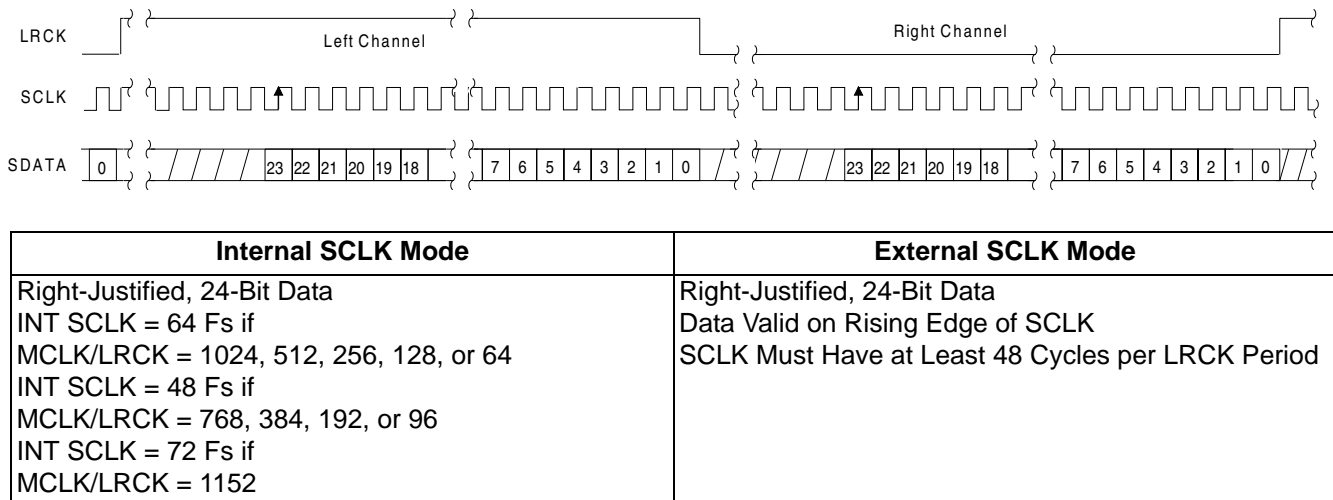 LRCK Left Channel Right Channel
SCLK
SDATA 0 23 22 21 20 19 18 7 6 5 4 3 2 1 0 23 22 21 20 19 18 7 6 5 4 3 2 1 0
Internal SCLK Mode
Right-Justified, 24-Bit Data
INT SCLK = 64 Fs if
MCLK/LRCK = 1024, 512, 256, 128, or 64
INT SCLK = 48 Fs if
MCLK/LRCK = 768, 384, 192, or 96
INT SCLK = 72 Fs if
MCLK/LRCK = 1152
External SCLK Mode
Right-Justified, 24-Bit Data
Data Valid on Rising Edge of SCLK
SCLK Must Have at Least 48 Cycles per LRCK Period